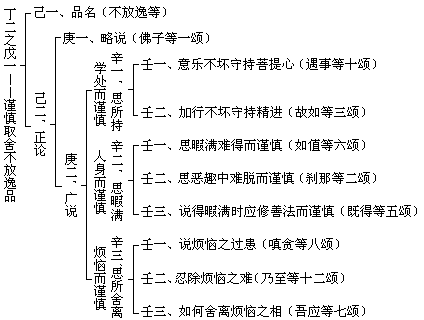 丁二之戊一——谨慎取舍不放逸品
己一、品名（不放逸等）
己二、正论
庚一、略说（佛子等一颂）
庚二、广说
辛一、思所持
学处而谨慎
壬一、意乐不坏守持菩提心（遇事等十颂）
壬二、加行不坏守持精进（故如等三颂）
辛二、思暇满
人身而谨慎
壬一、思暇满难得而谨慎（如值等六颂）
壬二、思恶趣中难脱而谨慎（刹那等二颂）
壬三、说得暇满时应修善法而谨慎（既得等五颂）
辛三、思所舍离
烦恼而谨慎
壬一、说烦恼之过患（嗔贪等八颂）
壬二、忍除烦恼之难（乃至等十二颂）
壬三、如何舍离烦恼之相（吾应等七颂）